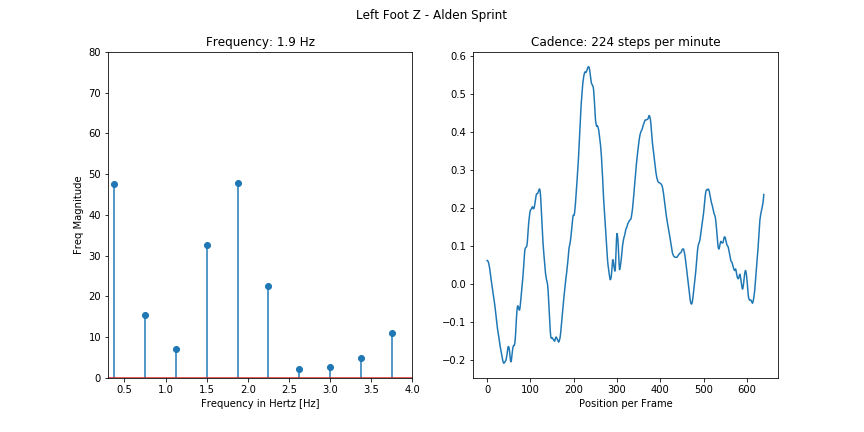 Left Foot Z - Alden Sprint
Frequency: 1.9 Hz
80
70
60
50
40
30
20
10
0
Freq Magnitude
0.5 1.0 1.5 2.0 2.5 3.0 3.5 4.0
Frequency in Hertz [Hz]
Cadence: 224 steps per minute
0.6
0.5
0.4
0.3
0.2
0.1
0.0
−0.1
−0.2
0 100 200 300 400 500 600
Position per Frame